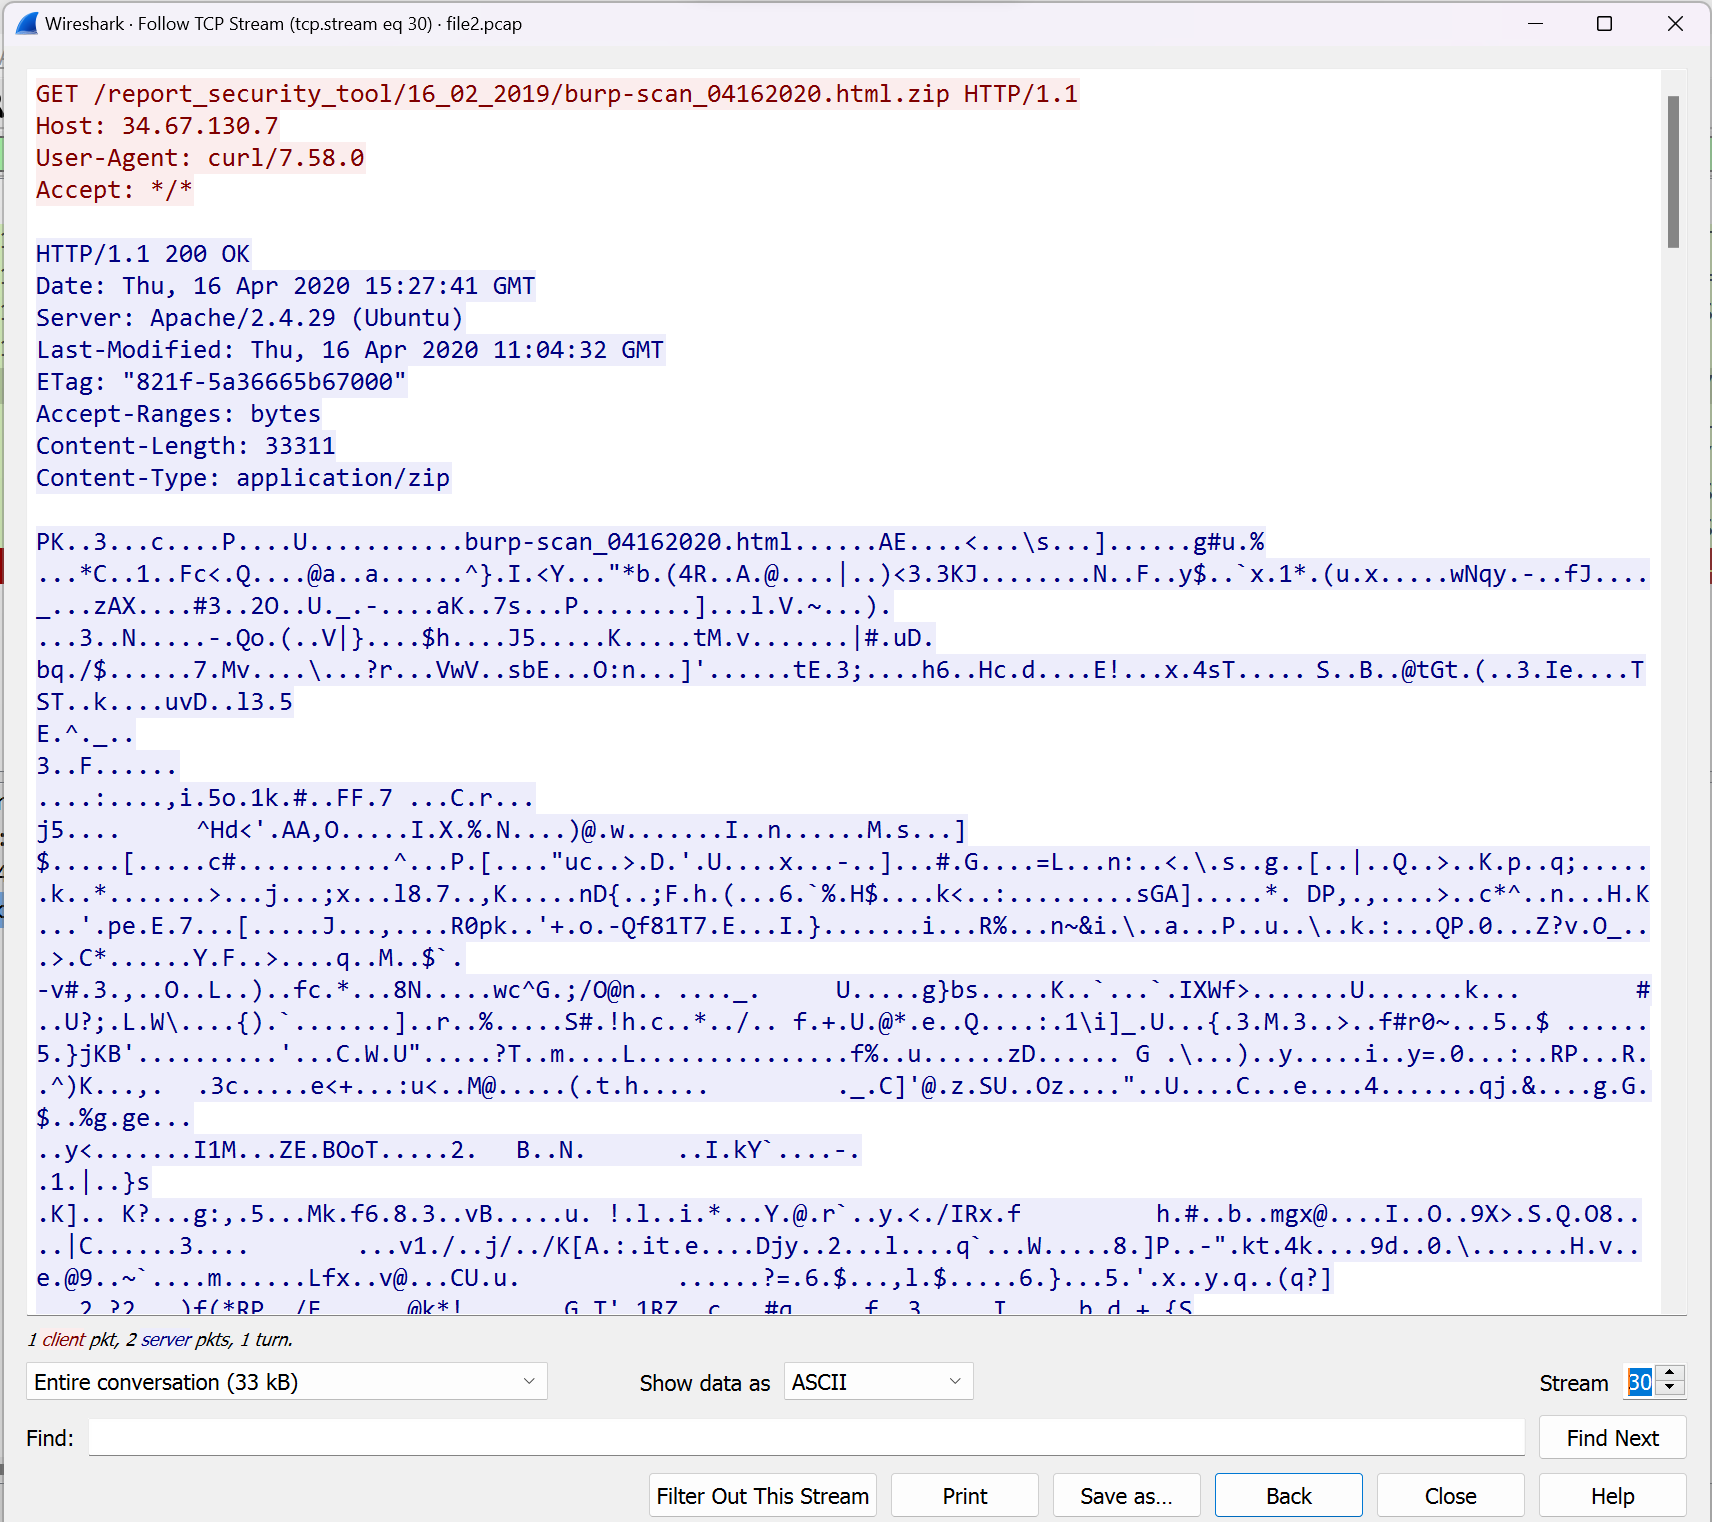 Wireshark · Follow TCP Stream (tcp.stream eq 30) · file2.pcap
GET /report_security_tool/16_02_2019/burp-scan_04162020.html.zip HTTP/1.1
Host: 34.67.130.7
User-Agent: curl/7.58.0
Accept: */*
HTTP/1.1 200 OK
Date: Thu, 16 Apr 2020 15:27:41 GMT
Server: Apache/2.4.29 (Ubuntu)
Last-Modified: Thu, 16 Apr 2020 11:04:32 GMT
ETag: "821f-5a36665b67000"
Accept-Ranges: bytes
Content-Length: 33311
Content-Type: application/zip
PK..3...c....P....U...........burp-scan_04162020.html......AE....<...\s...]......g#u.%
...*C..1..Fc<.Q....@a..a......^}.I.<Y..."*b.(4R..A.@....|..)<3.3KJ........N..F..y$..`x.1*.(u.x.....wNqy.-..fJ....
_...zAX....#3..2O..U._.-....aK..7s...P........]...l.V.~...).
...3..N.....-.Qo.(..V|}....$h....J5.....K.....tM.v.......|#.uD.
bq./$......7.Mv....\...?r...VwV..sbE...O:n...]'......tE.3;....h6..Hc.d....E!...x.4sT..... S..B..@tGt.(..3.Ie....T
ST..k....uvD..l3.5
E.^._..
3..F......
....:....,i.5o.1k.#..FF.7 ...C.r...
j5.... ^Hd<'.AA,O.....I.X.%.N....)@.w.......I..n......M.s...]
$.....[.....c#...........^...P.[...."uc..>.D.'.U....x...-..]...#.G....=L...n:..<.\.s..g..[..|..Q..>..K.p..q;.....
.k..*.......>...j...;x...l8.7..,K.....nD{..;F.h.(...6.`%.H$....k<..:.........sGA].....*. DP,.,....>..c*^..n...H.K
...'.pe.E.7...[.....J...,....R0pk..'+.o.-Qf81T7.E...I.}.......i...R%...n~&i.\..a...P..u..\..k.:...QP.0...Z?v.O_..
.>.C*......Y.F..>....q..M..$`.
-v#.3.,..O..L..)..fc.*...8N.....wc^G.;/O@n.. ...._. U.....g}bs.....K..`...`.IXWf>.......U.......k... #
..U?;.L.W\....{).`.......]..r..%.....S#.!h.c..*../.. f.+.U.@*.e..Q....:.1\i]_.U...{.3.M.3..>..f#r0~...5..$ ......
5.}jKB'..........'...C.W.U".....?T..m....L...............f%..u......zD...... G .\...)..y.....i..y=.0...:..RP...R.
.^)K...,. .3c.....e<+...:u<..M@.....(.t.h..... ._.C]'@.z.SU..Oz...."..U....C...e....4.......qj.&....g.G.
$..%g.ge...
..y<.......I1M...ZE.BOoT.....2. B..N. ..I.kY`....-.
.1.|..}s
.K].. K?...g:,.5...Mk.f6.8.3..vB.....u. !.l..i.*...Y.@.r`..y.<./IRx.f h.#..b..mgx@....I..O..9X>.S.Q.O8..
..|C......3.... ...v1./..j/../K[A.:.it.e....Djy..2...l....q`...W.....8.]P..-".kt.4k....9d..0.\.......H.v..
e.@9..~`....m......Lfx..v@...CU.u. ......?=.6.$...,l.$.....6.}...5.'.x..y.q..(q?]
1 client pkt, 2 server pkts, 1 turn.
Entire conversation (33 kB)
Show data as
ASCII
Stream
30
Find:
Find Next
Filter Out This Stream
Print
Save as…
Back
Close
Help